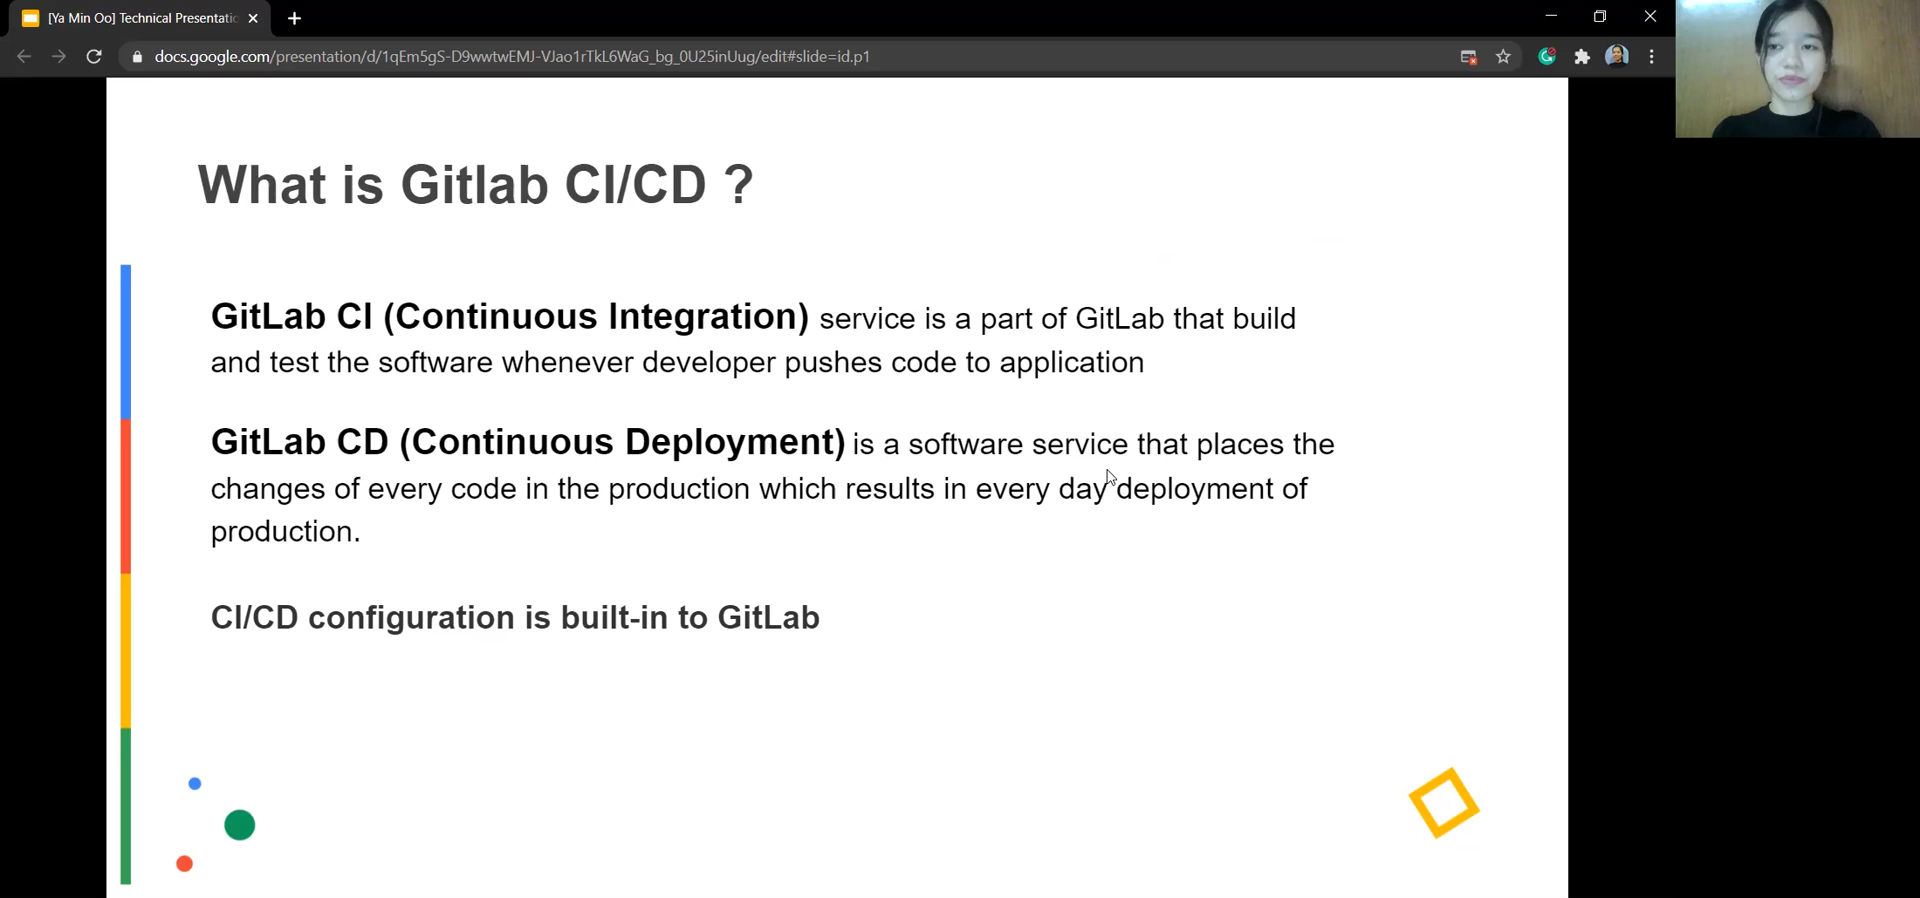 [Ya Min Oo] Technical Presentatio
docs.google.com/presentation/d/1qEm5gS-D9wwtwEMJ-VJao1rTkL6WaG_bg_0U25inUug/edit#slide=id.p1
What is Gitlab CI/CD ?
GitLab CI (Continuous Integration) service is a part of GitLab that build
and test the software whenever developer pushes code to application
GitLab CD (Continuous Deployment) is a software service that places the
changes of every code in the production which results in every day deployment of
production.
CI/CD configuration is built-in to GitLab